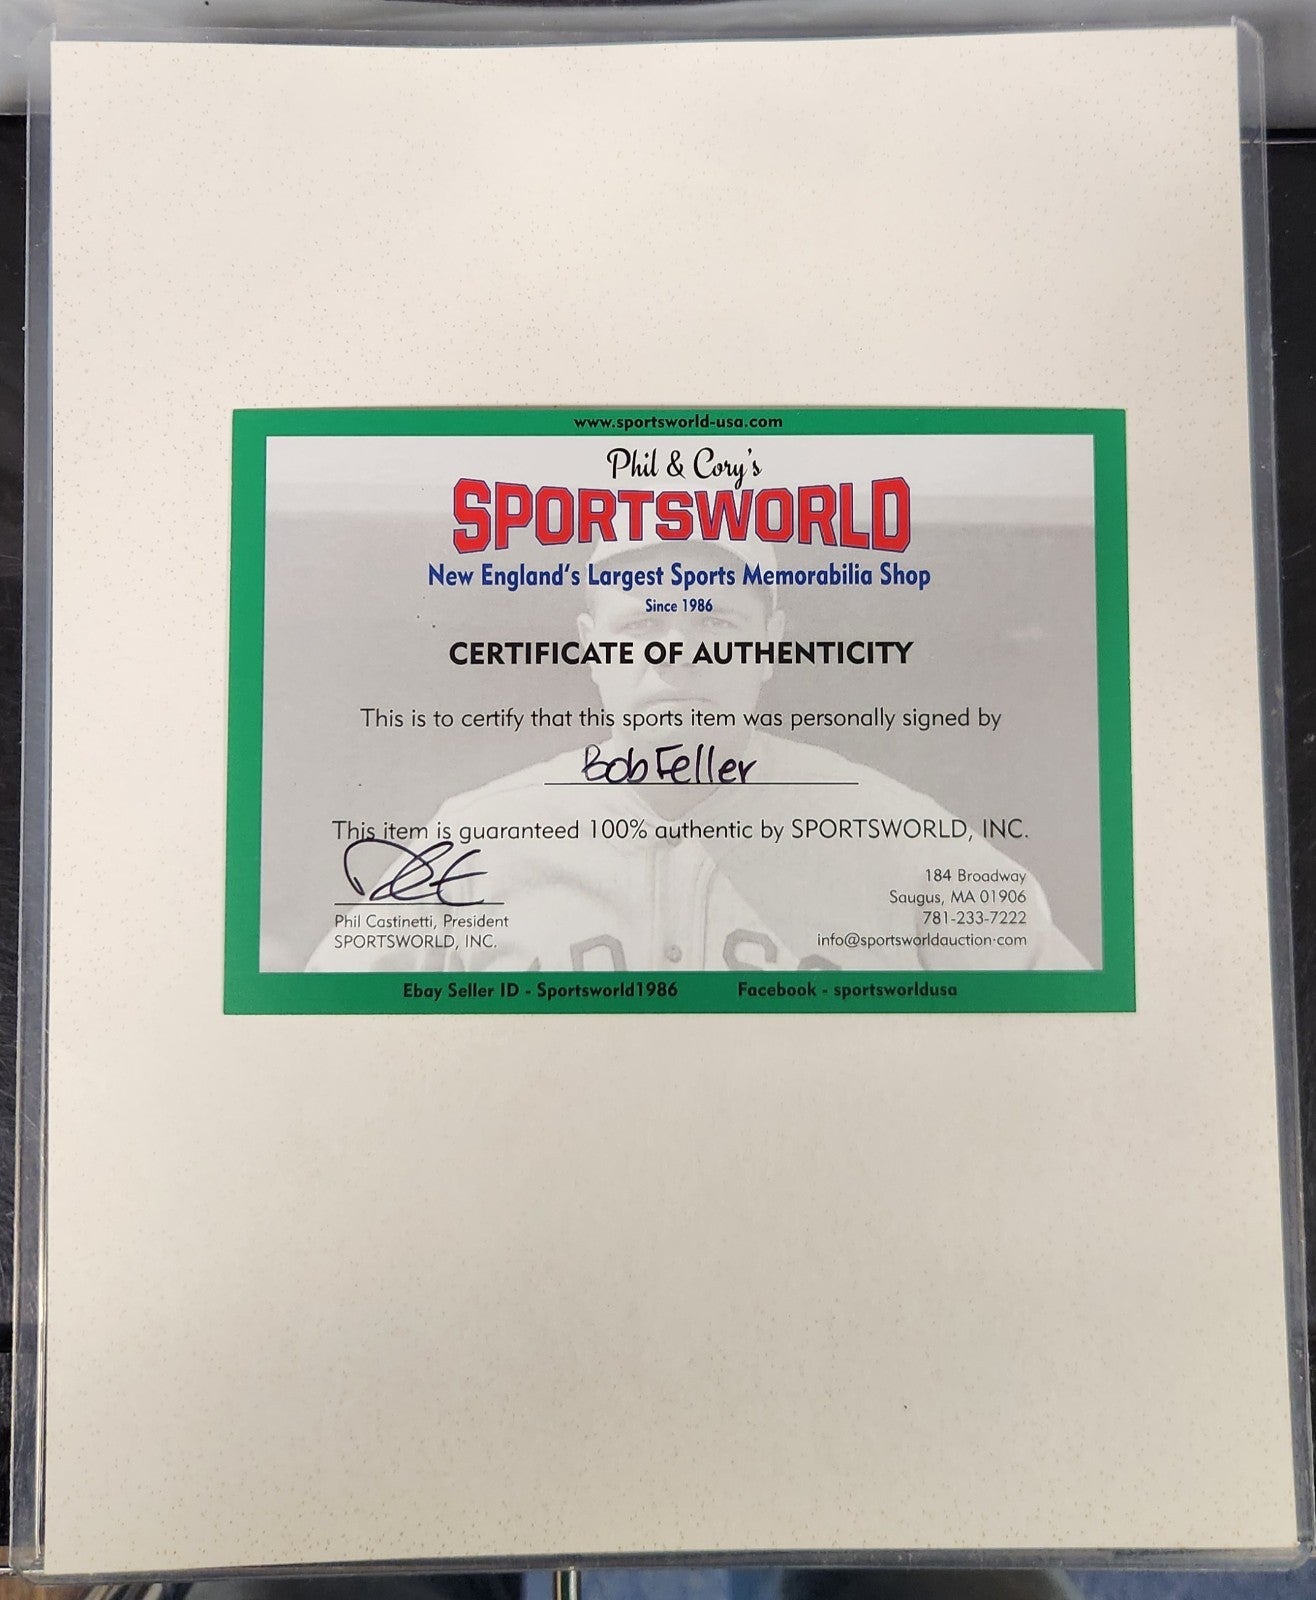 www.sportsworld-usa.com
Phil & Cory's
SPORTSWORLD
New England's Largest Sports Memorabilia Shop
Since 1986
CERTIFICATE OF AUTHENTICITY
This is to certify that this sports item was personally signed by
Bob Feller
This item is guaranteed 100% authentic by SPORTSWORLD, INC.
Phil Castinetti, President
SPORTSWORLD, INC.
184 Broadway
Saugus, MA 01906
781-233-7222
info@sportsworldauction.com
Ebay Seller ID - Sportsworld1986
Facebook - sportsworldusa